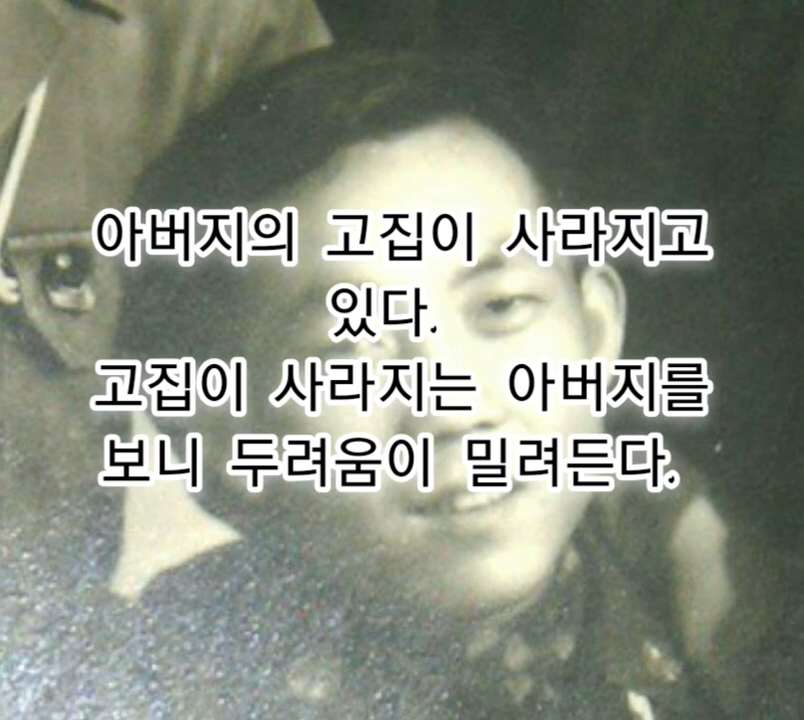 아버지의 고집이 사라지고
있다.
고집이 사라지는 아버지를
보니 두려움이 밀려든다.